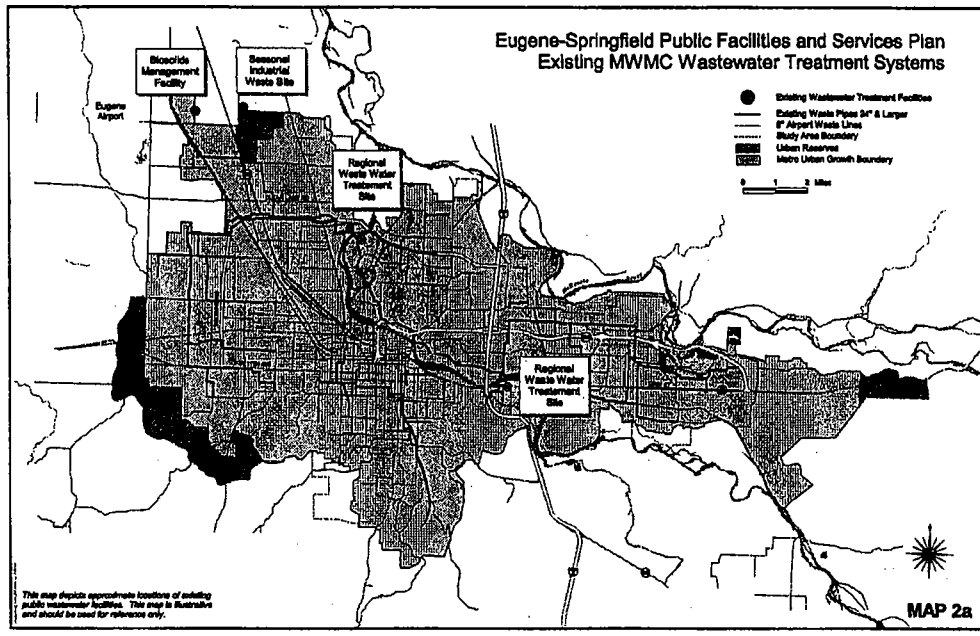 Eugene-Springfield Public Facilities and Services Plan
Existing MWMC Wastewater Treatment Systems
Biosolids
Management
Facility
Seasonal
Industrial
Waste Site
Eugene
Airport
Existing Wastewater Treatment Facilities
Existing Waste Pipes 24" & Larger
8" Airport Waste Lines
Study Area Boundary
Urban Reserves
Metro Urban Growth Boundary
0 1 2 Miles
Regional
Waste Water
Treatement
Site
Regional
Waste Water
Treatement
Site
This map depicts approximate locations of existing
public wastewater facilities. This map is illustrative
and should be used for reference only.
MAP 2a